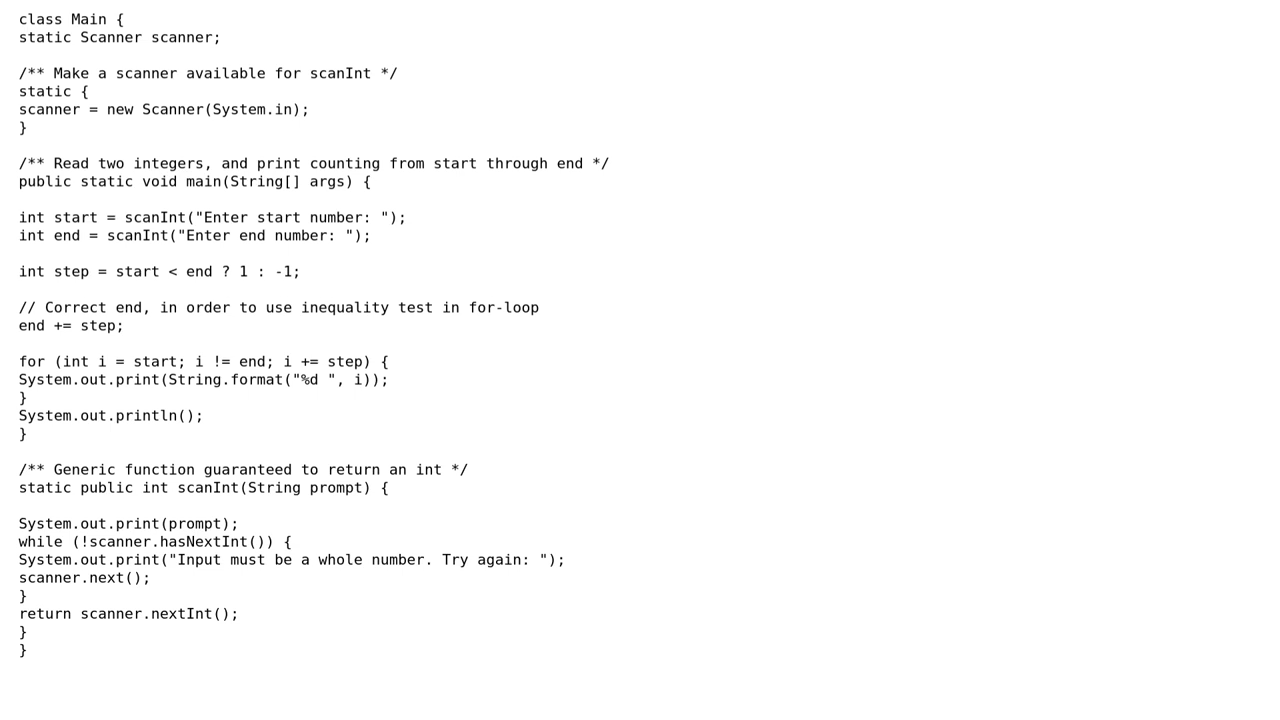 class Main {
static Scanner scanner;
/** Make a scanner available for scanInt */
static {
scanner = new Scanner(System.in);
}
/** Read two integers, and print counting from start through end */
public static void main(String[] args) {
int start = scanInt("Enter start number: ");
int end = scanInt("Enter end number: ");
int step = start < end ? 1 : -1;
// Correct end, in order to use inequality test in for-loop
end += step;
for (int i = start; i != end; i += step) {
System.out.print(String.format("%d ", i));
}
System.out.println();
}
/** Generic function guaranteed to return an int */
static public int scanInt(String prompt) {
System.out.print(prompt);
while (!scanner.hasNextInt()) {
System.out.print("Input must be a whole number. Try again: ");
scanner.next();
}
return scanner.nextInt();
}
}